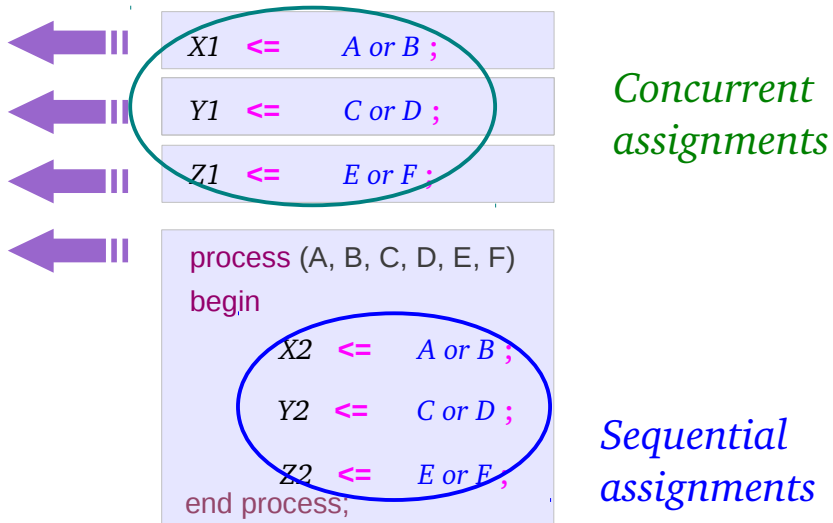 X1 <= A or B ;
Y1 <= C or D ;
Z1 <= E or F ;
Concurrent
assignments
process (A, B, C, D, E, F)
begin
X2 <= A or B ;
Y2 <= C or D ;
Z2 <= E or F ;
end process;
Sequential
assignments